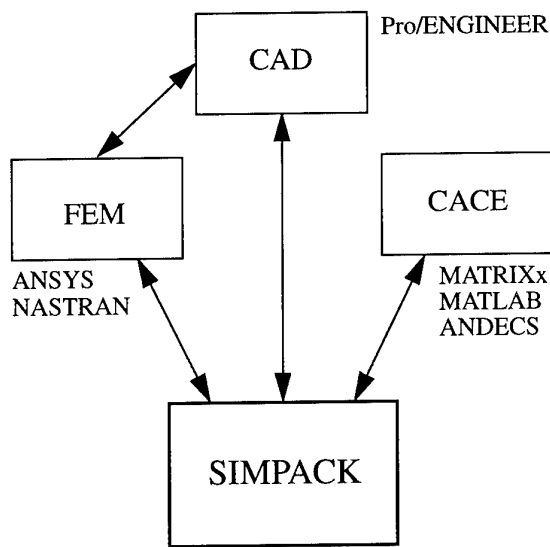 Pro/ENGINEER
CAD
FEM
CACE
ANSYS
NASTRAN
MATRIXx
MATLAB
ANDECS
SIMPACK